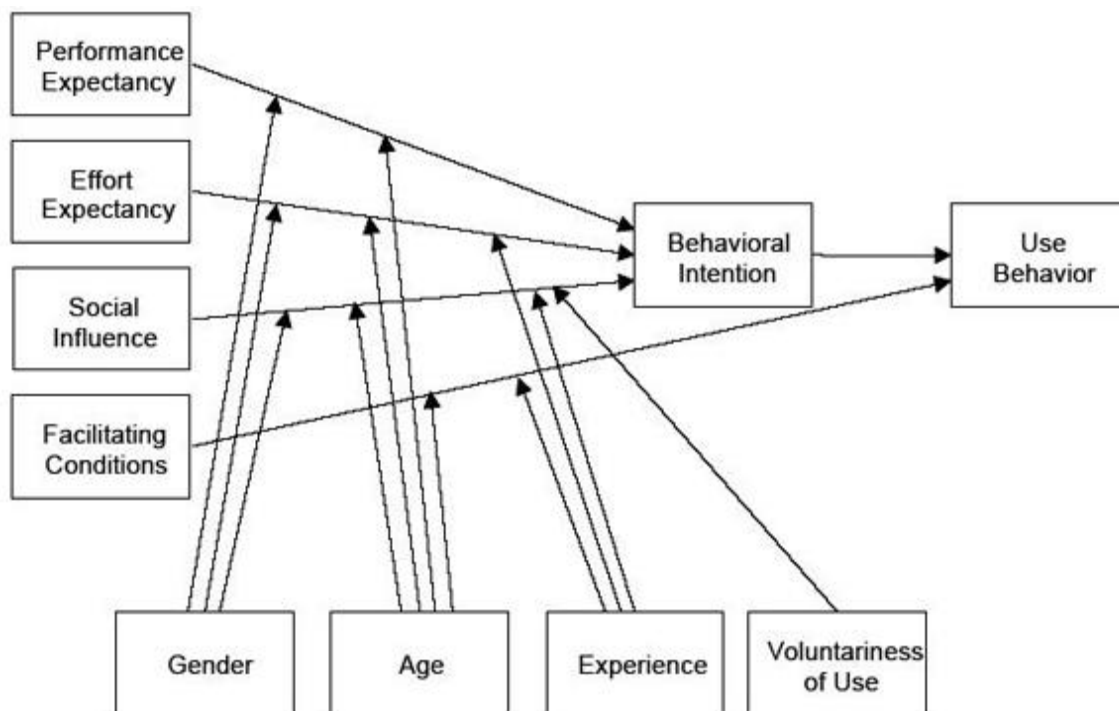 Performance
Expectancy
Effort
Expectancy
Social
Influence
Facilitating
Conditions
Behavioral
Intention
Use
Behavior
Gender
Age
Experience
Voluntariness
of Use